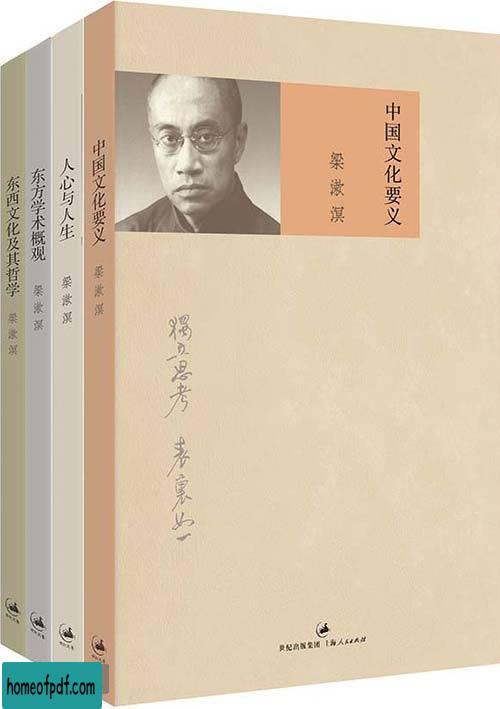 中国文化要义
梁漱溟
獨立思考 表裏如一
世纪出版集团 上海人民出版社
中国文化要义
梁漱溟
人心与人生
梁漱溟
东方学术概观
梁漱溟
东西文化及其哲学
梁漱溟
homeofpdf.com